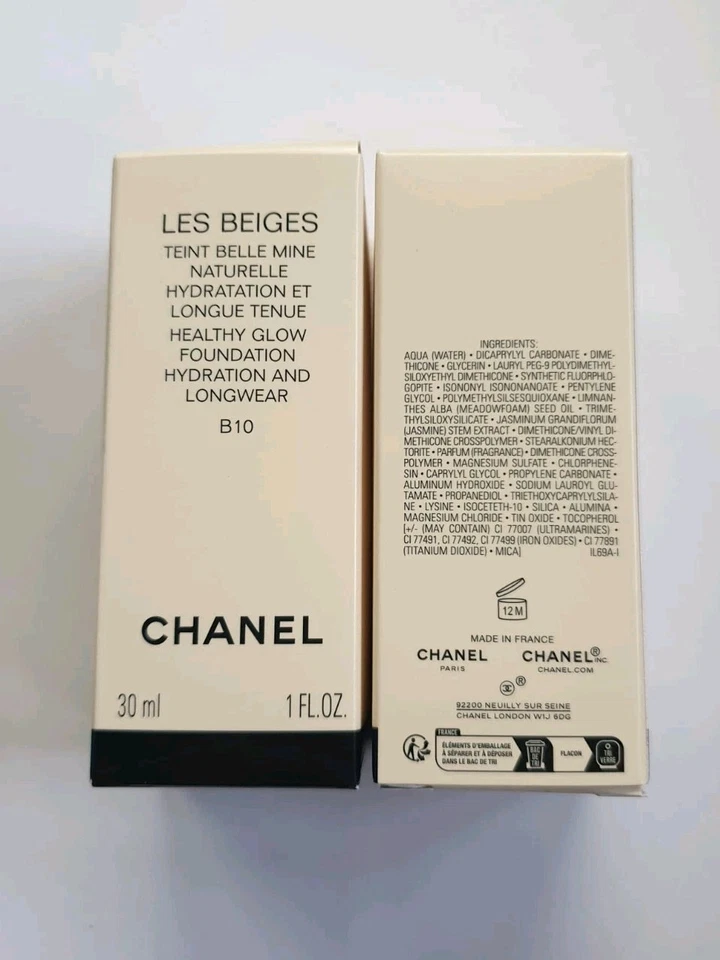 LES BEIGES
TEINT BELLE MINE
NATURELLE
HYDRATATION ET
LONGUE TENUE
HEALTHY GLOW
FOUNDATION
HYDRATION AND
LONGWEAR
B10
CHANEL
30 ml 1 FL.OZ.
INGREDIENTS:
AQUA (WATER) • DICAPRYLYL CARBONATE • DIME-
THICONE • GLYCERIN • LAURYL PEG-9 POLYDIMETHYL-
SILOXYETHYL DIMETHICONE • SYNTHETIC FLUORPHLO-
GOPITE • ISONONYL ISONONANOATE • PENTYLENE
GLYCOL • POLYMETHYLSILSESQUIOXANE • LIMNAN-
THES ALBA (MEADOWFOAM) SEED OIL • TRIME-
THYLSILOXYSILICATE • JASMINUM GRANDIFLORUM
(JASMINE) STEM EXTRACT • DIMETHICONE/VINYL DI-
METHICONE CROSSPOLYMER • STEARALKONIUM HEC-
TORITE • PARFUM (FRAGRANCE) • DIMETHICONE CROSS-
POLYMER • MAGNESIUM SULFATE • CHLORPHENE-
SIN • CAPRYLYL GLYCOL • PROPYLENE CARBONATE •
ALUMINUM HYDROXIDE • SODIUM LAUROYL GLU-
TAMATE • PROPANEDIOL • TRIETHOXYCAPRYLYLSILA-
NE • LYSINE • ISOCETETH-10 • SILICA • ALUMINA •
MAGNESIUM CHLORIDE • TIN OXIDE • TOCOPHEROL
[+/- (MAY CONTAIN) CI 77007 (ULTRAMARINES) •
CI 77491, CI 77492, CI 77499 (IRON OXIDES) • CI 77891
(TITANIUM DIOXIDE) • MICA] IL69A-I
12 M
MADE IN FRANCE
CHANEL CHANEL® INC.
PARIS CHANEL.COM
®
92200 NEUILLY SUR SEINE
CHANEL LONDON W1J 6DG
FRANCE
ÉLÉMENTS D'EMBALLAGE
À SÉPARER ET À DÉPOSER
DANS LE BAC DE TRI
BAC
DE
TRI
FLACON
TRI
VERRE